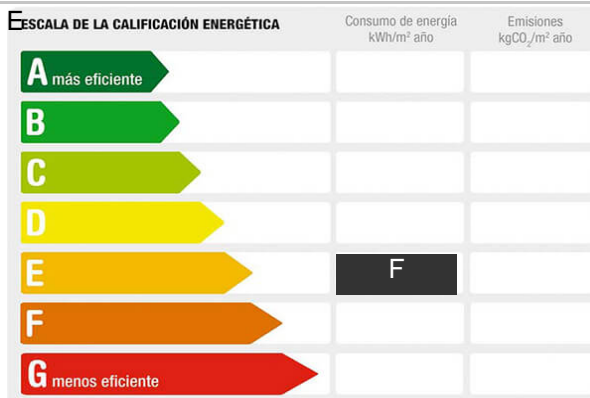 E
ESCALA DE LA CALIFICACIÓN ENERGÉTICA
Consumo de energía
kWh/m² año
Emisiones
kgCO₂/m² año
A más eficiente
B
C
D
E
F
F
G menos eficiente